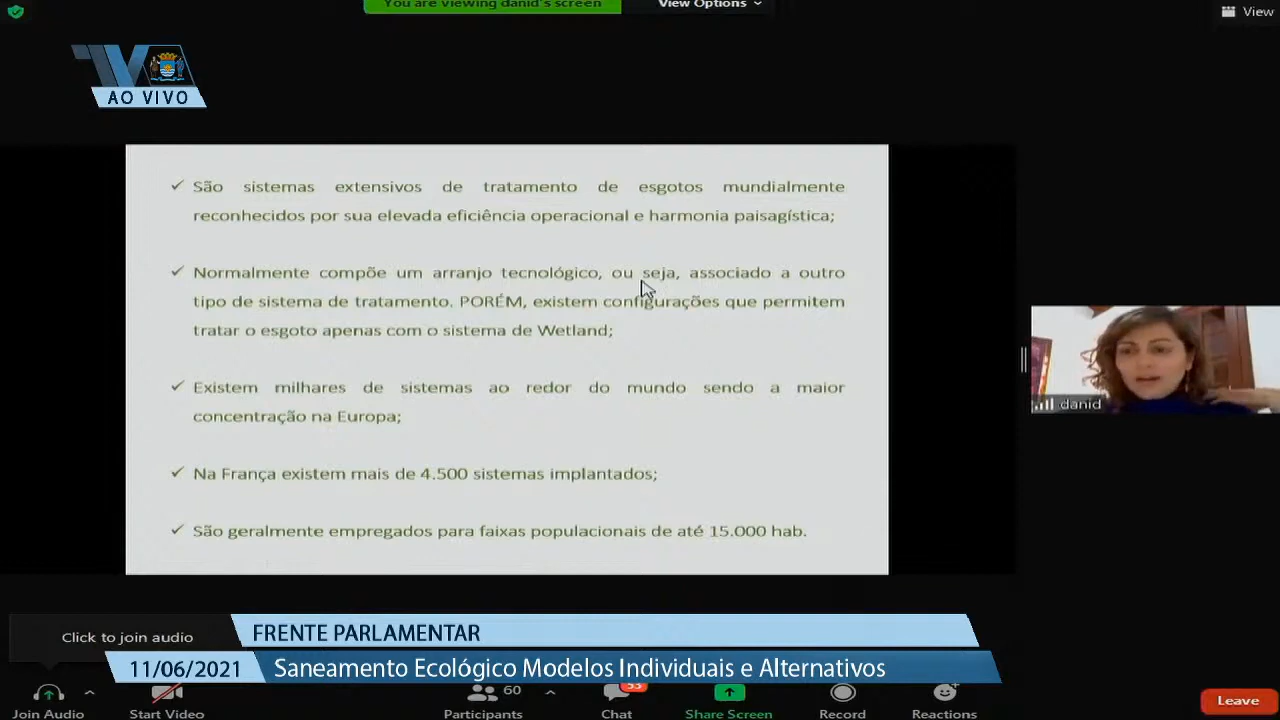 You are viewing danid's screen
View Options
View
AO VIVO
São sistemas extensivos de tratamento de esgotos mundialmente
reconhecidos por sua elevada eficiência operacional e harmonia paisagística;
Normalmente compõe um arranjo tecnológico, ou seja, associado a outro
tipo de sistema de tratamento. PORÉM, existem configurações que permitem
tratar o esgoto apenas com o sistema de Wetland;
Existem milhares de sistemas ao redor do mundo sendo a maior
concentração na Europa;
Na França existem mais de 4.500 sistemas implantados;
São geralmente empregados para faixas populacionais de até 15.000 hab.
danid
Click to join audio
FRENTE PARLAMENTAR
11/06/2021
Saneamento Ecológico Modelos Individuais e Alternativos
60
53
Join Audio
Start Video
Participants
Chat
Share Screen
Record
Reactions
Leave